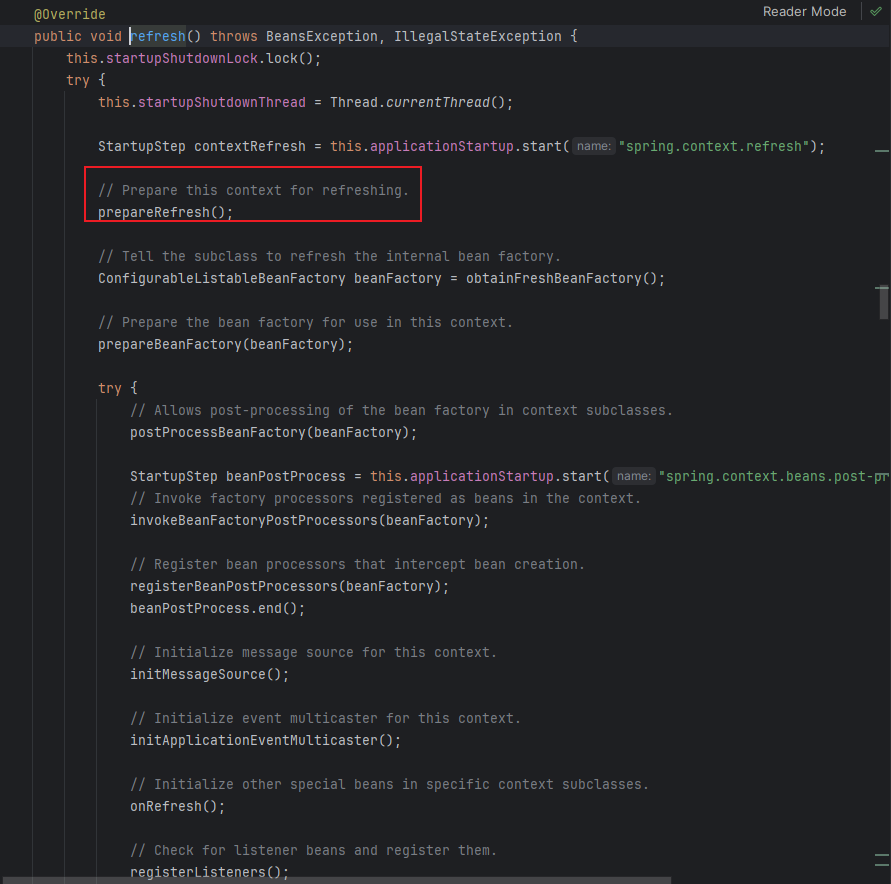 Reader Mode
@Override
public void refresh() throws BeansException, IllegalStateException {
this.startupShutdownLock.lock();
try {
this.startupShutdownThread = Thread.currentThread();
StartupStep contextRefresh = this.applicationStartup.start( name: "spring.context.refresh");
// Prepare this context for refreshing.
prepareRefresh();
// Tell the subclass to refresh the internal bean factory.
ConfigurableListableBeanFactory beanFactory = obtainFreshBeanFactory();
// Prepare the bean factory for use in this context.
prepareBeanFactory(beanFactory);
try {
// Allows post-processing of the bean factory in context subclasses.
postProcessBeanFactory(beanFactory);
StartupStep beanPostProcess = this.applicationStartup.start( name: "spring.context.beans.post-pr
// Invoke factory processors registered as beans in the context.
invokeBeanFactoryPostProcessors(beanFactory);
// Register bean processors that intercept bean creation.
registerBeanPostProcessors(beanFactory);
beanPostProcess.end();
// Initialize message source for this context.
initMessageSource();
// Initialize event multicaster for this context.
initApplicationEventMulticaster();
// Initialize other special beans in specific context subclasses.
onRefresh();
// Check for listener beans and register them.
registerListeners();